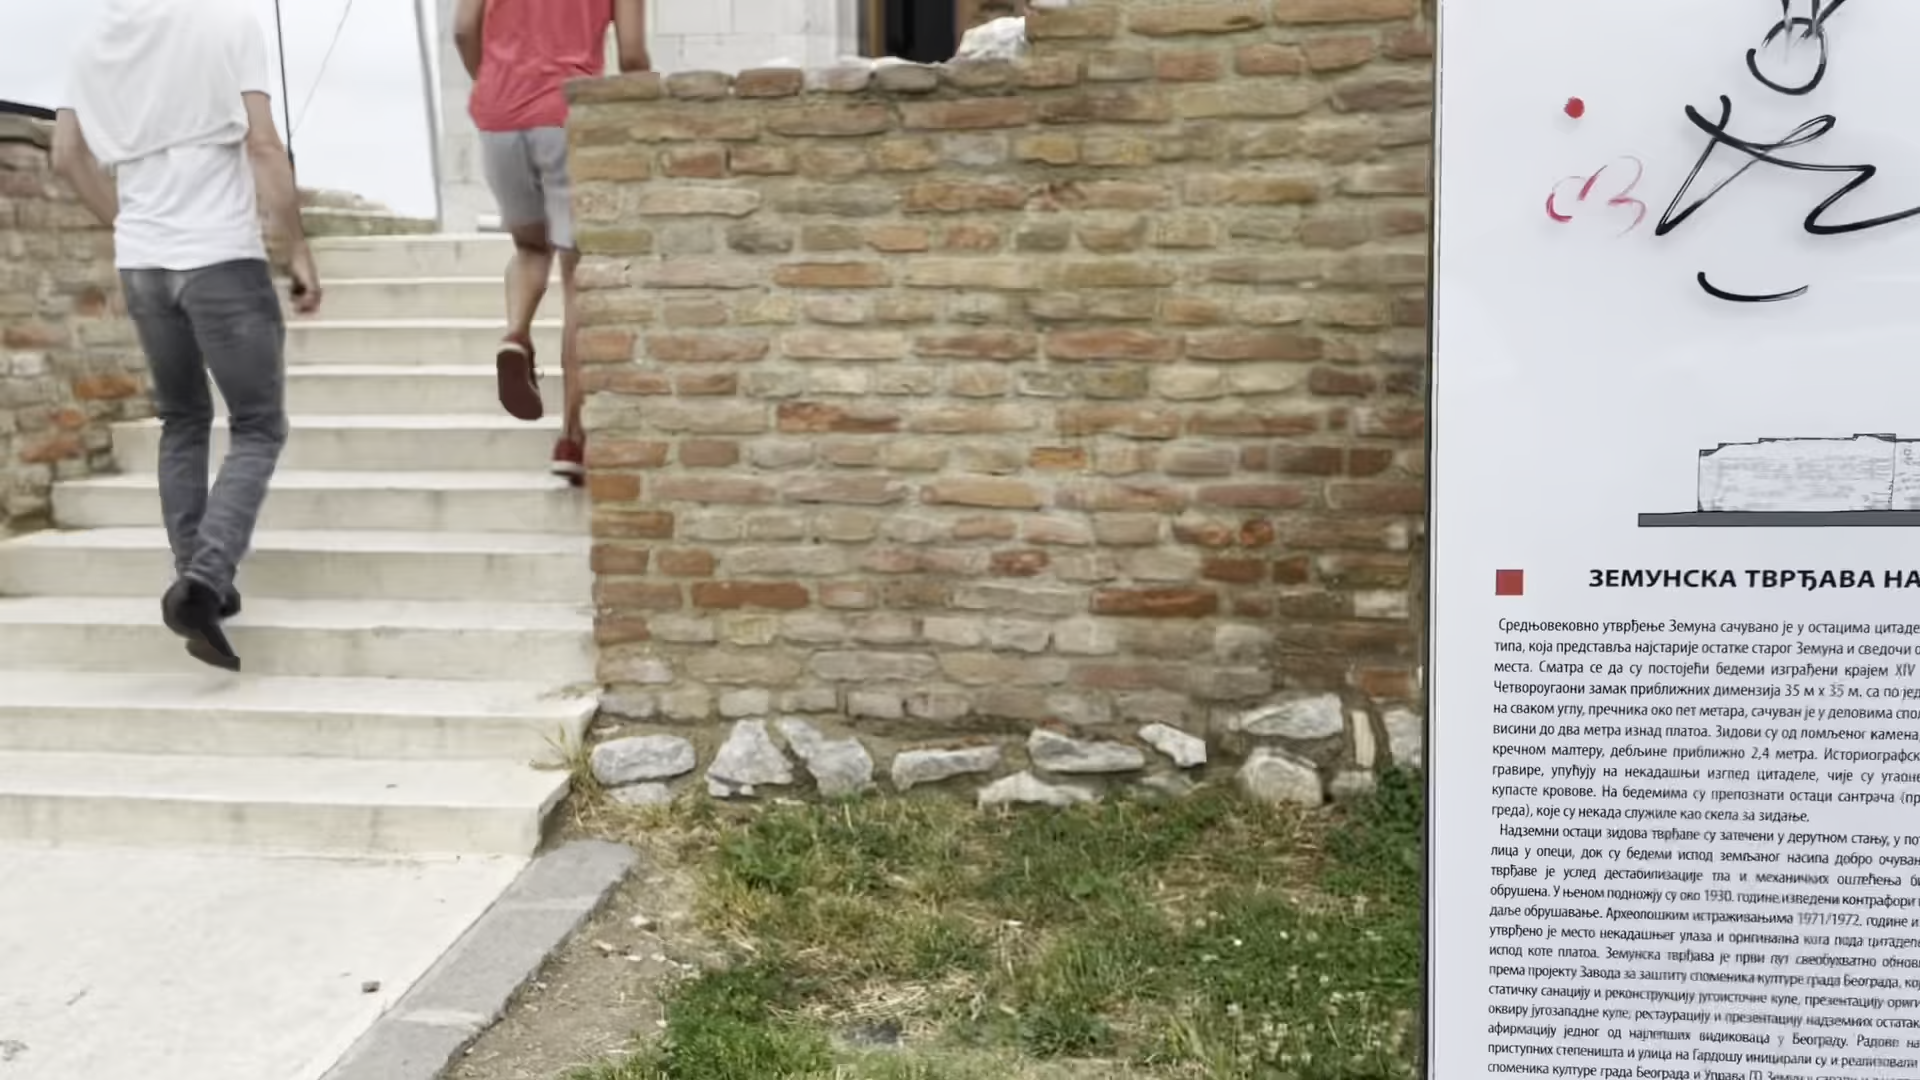 ЗЕМУНСКА ТВРЂАВА НА
Средњовековно утврђење Земуна сачувано је у остацима цитаде
типа, која представља најстарије остатке старог Земуна и сведочи о
места. Сматра се да су постојећи бедеми изграђени крајем XIV
Четвороугаони замак приближних димензија 35 м x 35 м. са по јед
на сваком углу, пречника око пет метара, сачуван је у деловима спо
висини до два метра изнад платоа. Зидови су од ломљеног камена,
кречном малтеру, дебљине приближно 2,4 метра. Историографск
гравире, упућују на некадашњи изглед цитаделе, чије су угаоне
купасте кровове. На бедемима су препознати остаци сантрача (пр
греда), које су некада служиле као скела за зидање.
Надземни остаци зидова тврђаве су затечени у дерутном стању, у по
лица у опеци, док су бедеми испод земљаног насипа добро очуван
тврђаве је услед дестабилизације тла и механичких оштећења би
обрушена. У њеном подножју су око 1930. године изведени контрафори
даље обрушавање. Археолошким истраживањима 1971/1972. године и
утврђено је место некадашњег улаза и оригинална кота пода цитаделе
испод коте платоа. Земунска тврђава је први пут свеобухватно обнов
према пројекту Завода за заштиту споменика културе града Београда, кој
статичку санацију и реконструкцију југоисточне куле, презентацију ориги
оквиру југозападне куле, рестаурацију и презентацију надземних остатак
афирмацију једног од најлепших видиковаца у Београду. Радове на
приступних степеништа и улица на Гардошу иницирали су и реализовали
споменика културе града Београда и Управа ГО Земун